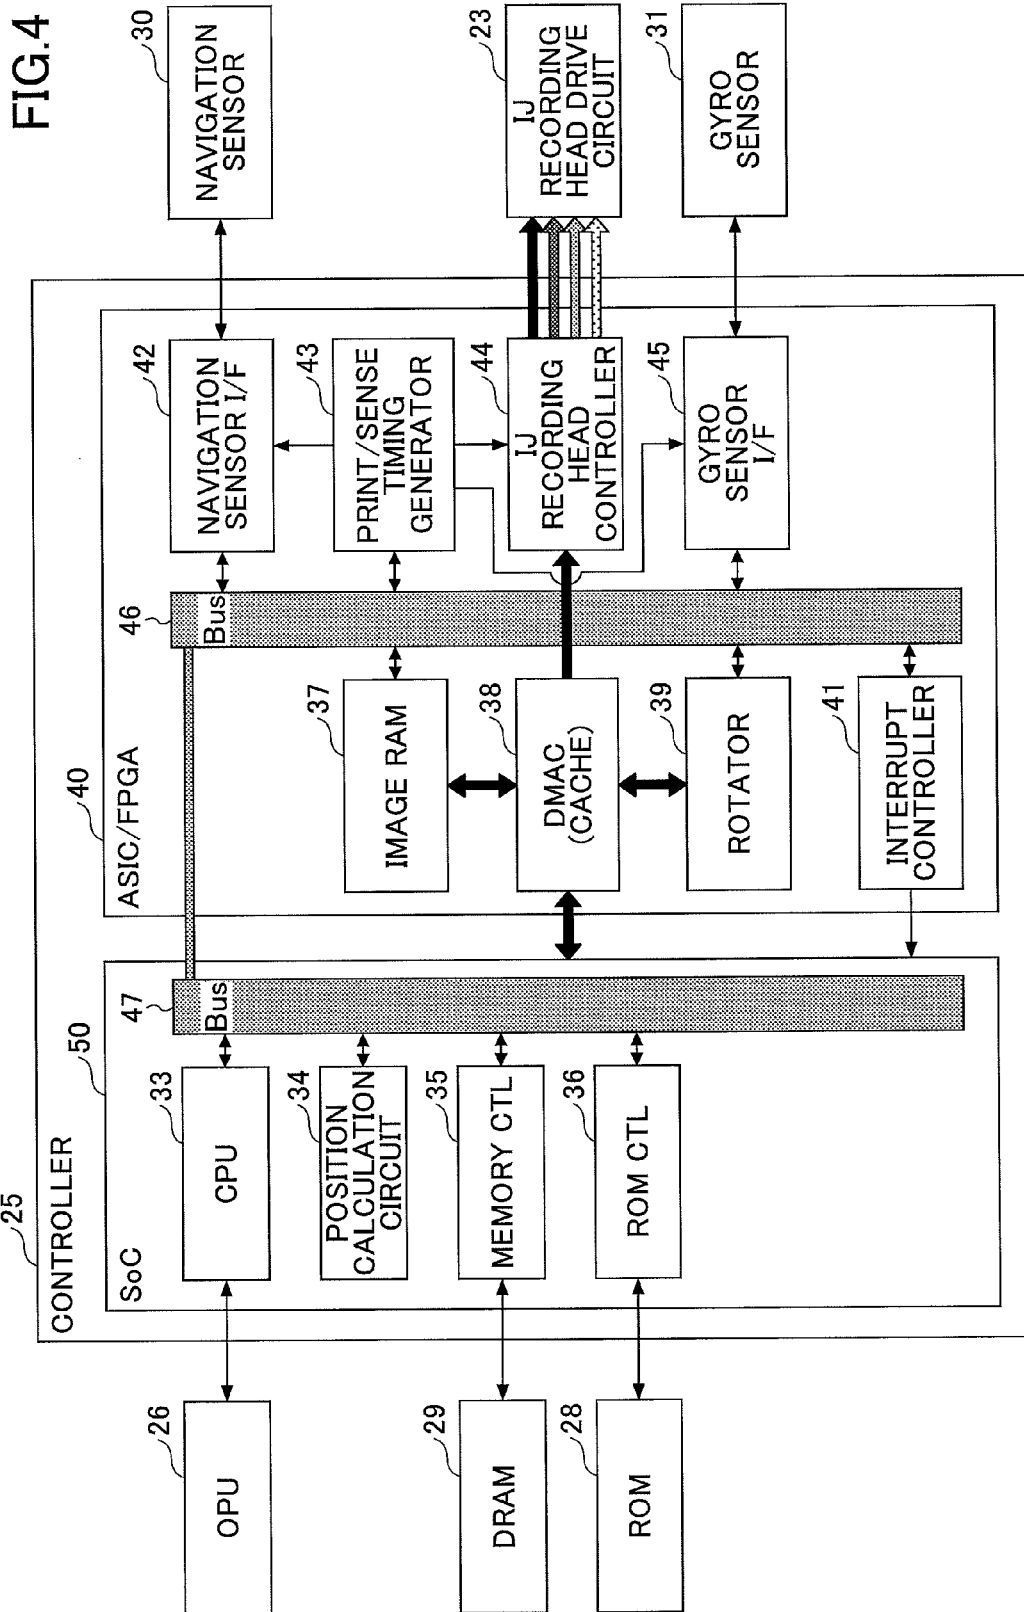 FIG.4
25
CONTROLLER
50
SoC
40
ASIC/FPGA
26
OPU
33
CPU
47
Bus
46
Bus
42
NAVIGATION
SENSOR I/F
30
NAVIGATION
SENSOR
34
POSITION
CALCULATION
CIRCUIT
37
IMAGE RAM
43
PRINT/SENSE
TIMING
GENERATOR
29
DRAM
35
MEMORY CTL
38
DMAC
(CACHE)
44
IJ
RECORDING
HEAD
CONTROLLER
23
IJ
RECORDING
HEAD DRIVE
CIRCUIT
28
ROM
36
ROM CTL
39
ROTATOR
45
GYRO
SENSOR
I/F
31
GYRO
SENSOR
41
INTERRUPT
CONTROLLER